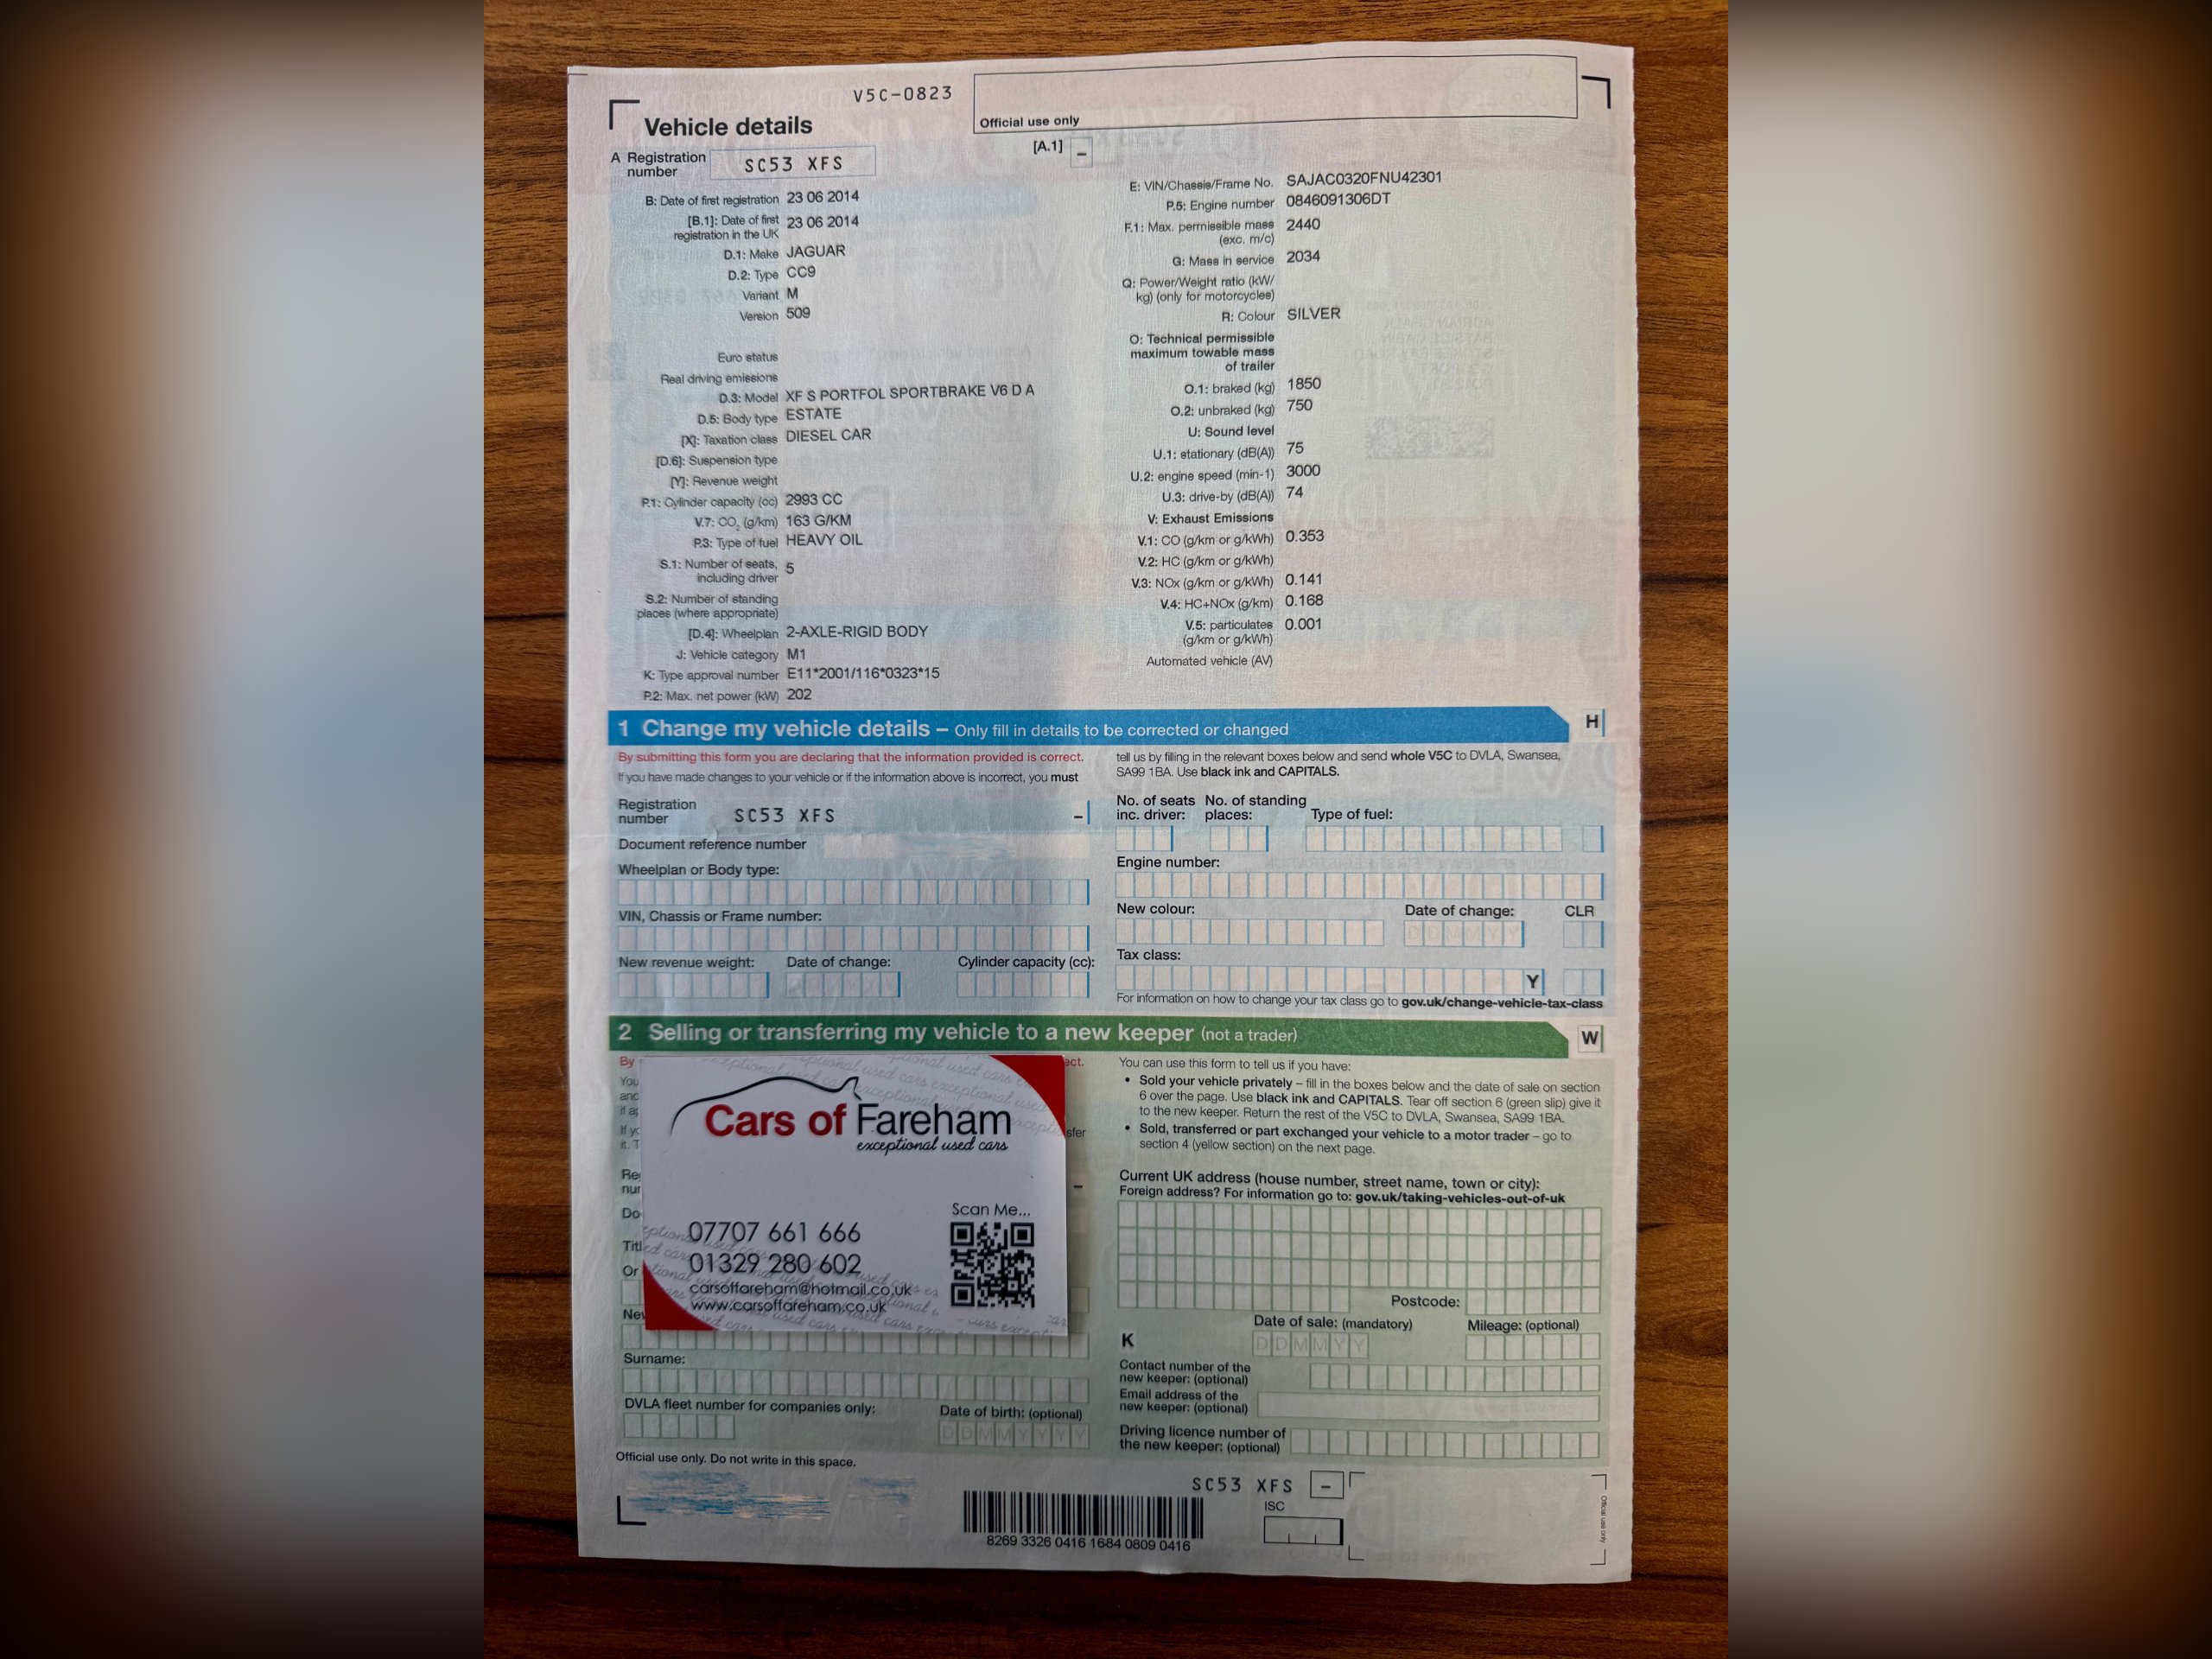 V5C-0823
Official use only
Vehicle details
A Registration number SC53 XFS
[A.1] –
B: Date of first registration 23 06 2014
[B.1]: Date of first registration in the UK 23 06 2014
D.1: Make JAGUAR
D.2: Type CC9
Variant M
Version 509
Euro status
Real driving emissions
D.3: Model XF S PORTFOL SPORTBRAKE V6 D A
D.5: Body type ESTATE
[X]: Taxation class DIESEL CAR
[D.6]: Suspension type
[Y]: Revenue weight
P.1: Cylinder capacity (cc) 2993 CC
V.7: CO2 (g/km) 163 G/KM
P.3: Type of fuel HEAVY OIL
S.1: Number of seats, including driver 5
S.2: Number of standing places (where appropriate)
[D.4]: Wheelplan 2-AXLE-RIGID BODY
J: Vehicle category M1
K: Type approval number E11*2001/116*0323*15
P.2: Max. net power (kW) 202
E: VIN/Chassis/Frame No. SAJAC0320FNU42301
P.5: Engine number 0846091306DT
F.1: Max. permissible mass (exc. m/c) 2440
G: Mass in service 2034
Q: Power/Weight ratio (kW/kg) (only for motorcycles)
R: Colour SILVER
O: Technical permissible maximum towable mass of trailer
O.1: braked (kg) 1850
O.2: unbraked (kg) 750
U: Sound level
U.1: stationary (dB(A)) 75
U.2: engine speed (min-1) 3000
U.3: drive-by (dB(A)) 74
V: Exhaust Emissions
V.1: CO (g/km or g/kWh) 0.353
V.2: HC (g/km or g/kWh)
V.3: NOx (g/km or g/kWh) 0.141
V.4: HC+NOx (g/km) 0.168
V.5: particulates (g/km or g/kWh) 0.001
Automated vehicle (AV)
1 Change my vehicle details – Only fill in details to be corrected or changed
H
By submitting this form you are declaring that the information provided is correct.
If you have made changes to your vehicle or if the information above is incorrect, you must
tell us by filling in the relevant boxes below and send whole V5C to DVLA, Swansea,
SA99 1BA. Use black ink and CAPITALS.
Registration number SC53 XFS –
Document reference number
Wheelplan or Body type:
VIN, Chassis or Frame number:
New revenue weight: Date of change: Cylinder capacity (cc):
No. of seats inc. driver: No. of standing places: Type of fuel:
Engine number:
New colour: Date of change: CLR
DDMMYY
Tax class:
Y
For information on how to change your tax class go to gov.uk/change-vehicle-tax-class
2 Selling or transferring my vehicle to a new keeper (not a trader)
W
By
ect.
You
and
if a
If yo
sfer
it. T
Re
nur
–
Do
Titl
Or
Ne
Cars of Fareham
exceptional used cars
Scan Me...
07707 661 666
01329 280 602
carsoffareham@hotmail.co.uk
www.carsoffareham.co.uk
Surname:
DVLA fleet number for companies only: Date of birth: (optional)
DDMMYYYY
You can use this form to tell us if you have:
• Sold your vehicle privately – fill in the boxes below and the date of sale on section
6 over the page. Use black ink and CAPITALS. Tear off section 6 (green slip) give it
to the new keeper. Return the rest of the V5C to DVLA, Swansea, SA99 1BA.
• Sold, transferred or part exchanged your vehicle to a motor trader – go to
section 4 (yellow section) on the next page.
Current UK address (house number, street name, town or city):
Foreign address? For information go to: gov.uk/taking-vehicles-out-of-uk
Postcode:
Date of sale: (mandatory) Mileage: (optional)
K DDMMYY
Contact number of the new keeper: (optional)
Email address of the new keeper: (optional)
Driving licence number of the new keeper: (optional)
Official use only. Do not write in this space.
SC53 XFS –
ISC
8269 3326 0416 1684 0809 0416
Official use only